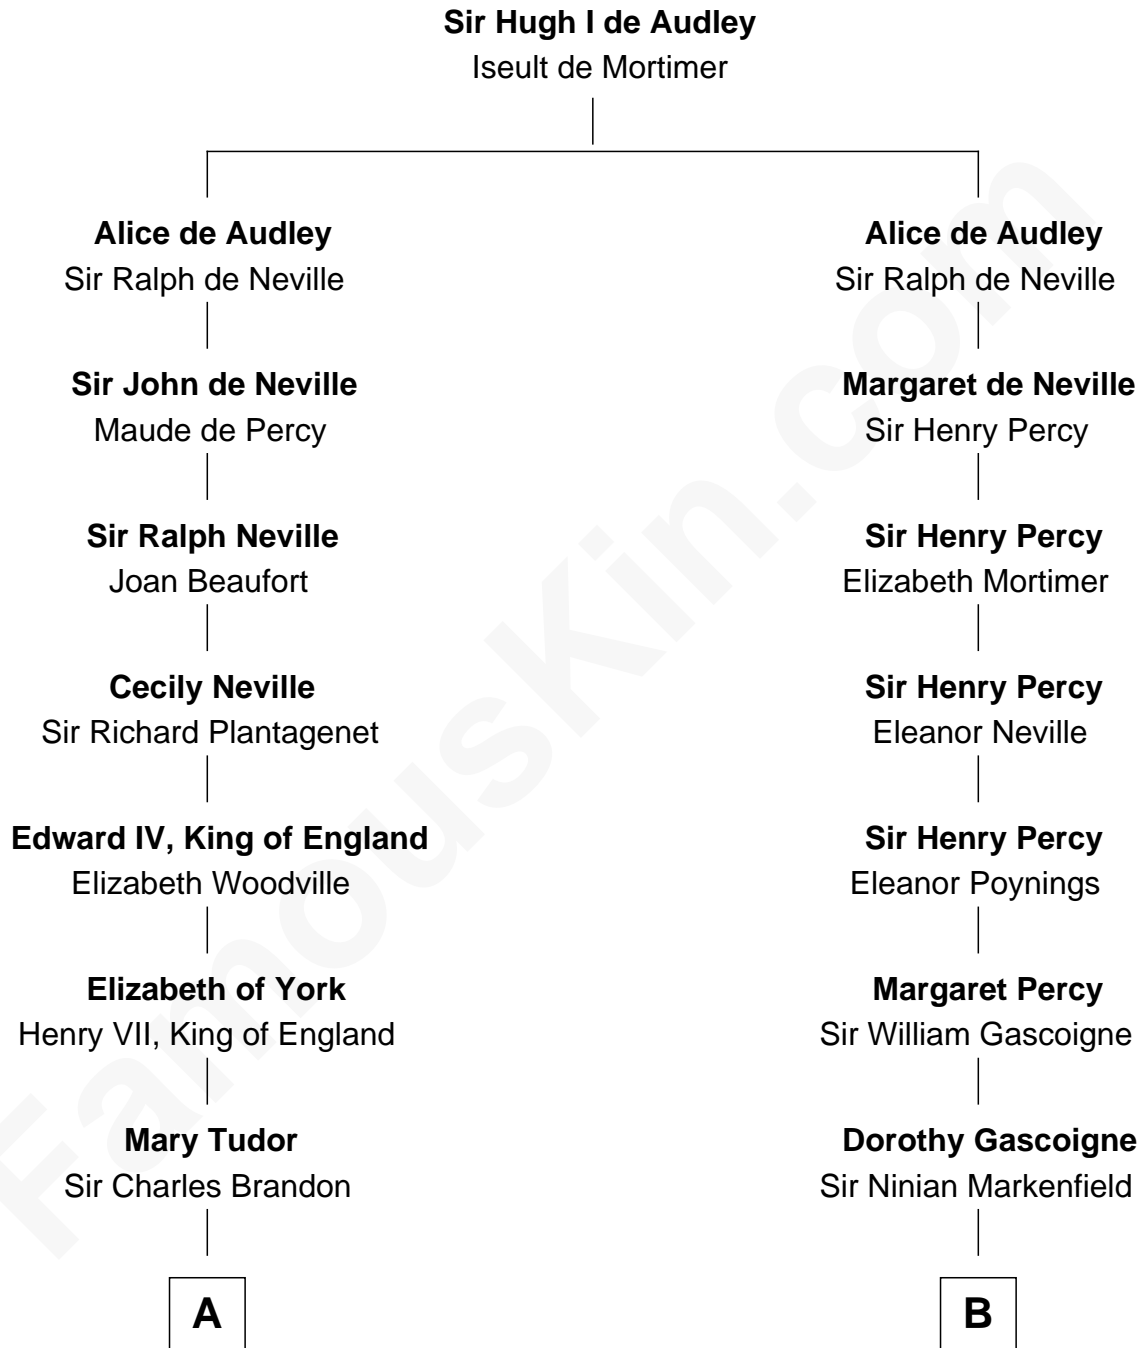 Sir Hugh I de Audley
Iseult de Mortimer
Alice de Audley
Sir Ralph de Neville
Sir John de Neville
Maude de Percy
Sir Ralph Neville
Joan Beaufort
Cecily Neville
Sir Richard Plantagenet
Edward IV, King of England
Elizabeth Woodville
Elizabeth of York
Henry VII, King of England
Mary Tudor
Sir Charles Brandon
A
Alice de Audley
Sir Ralph de Neville
Margaret de Neville
Sir Henry Percy
Sir Henry Percy
Elizabeth Mortimer
Sir Henry Percy
Eleanor Neville
Sir Henry Percy
Eleanor Poynings
Margaret Percy
Sir William Gascoigne
Dorothy Gascoigne
Sir Ninian Markenfield
B
FamousKin.com